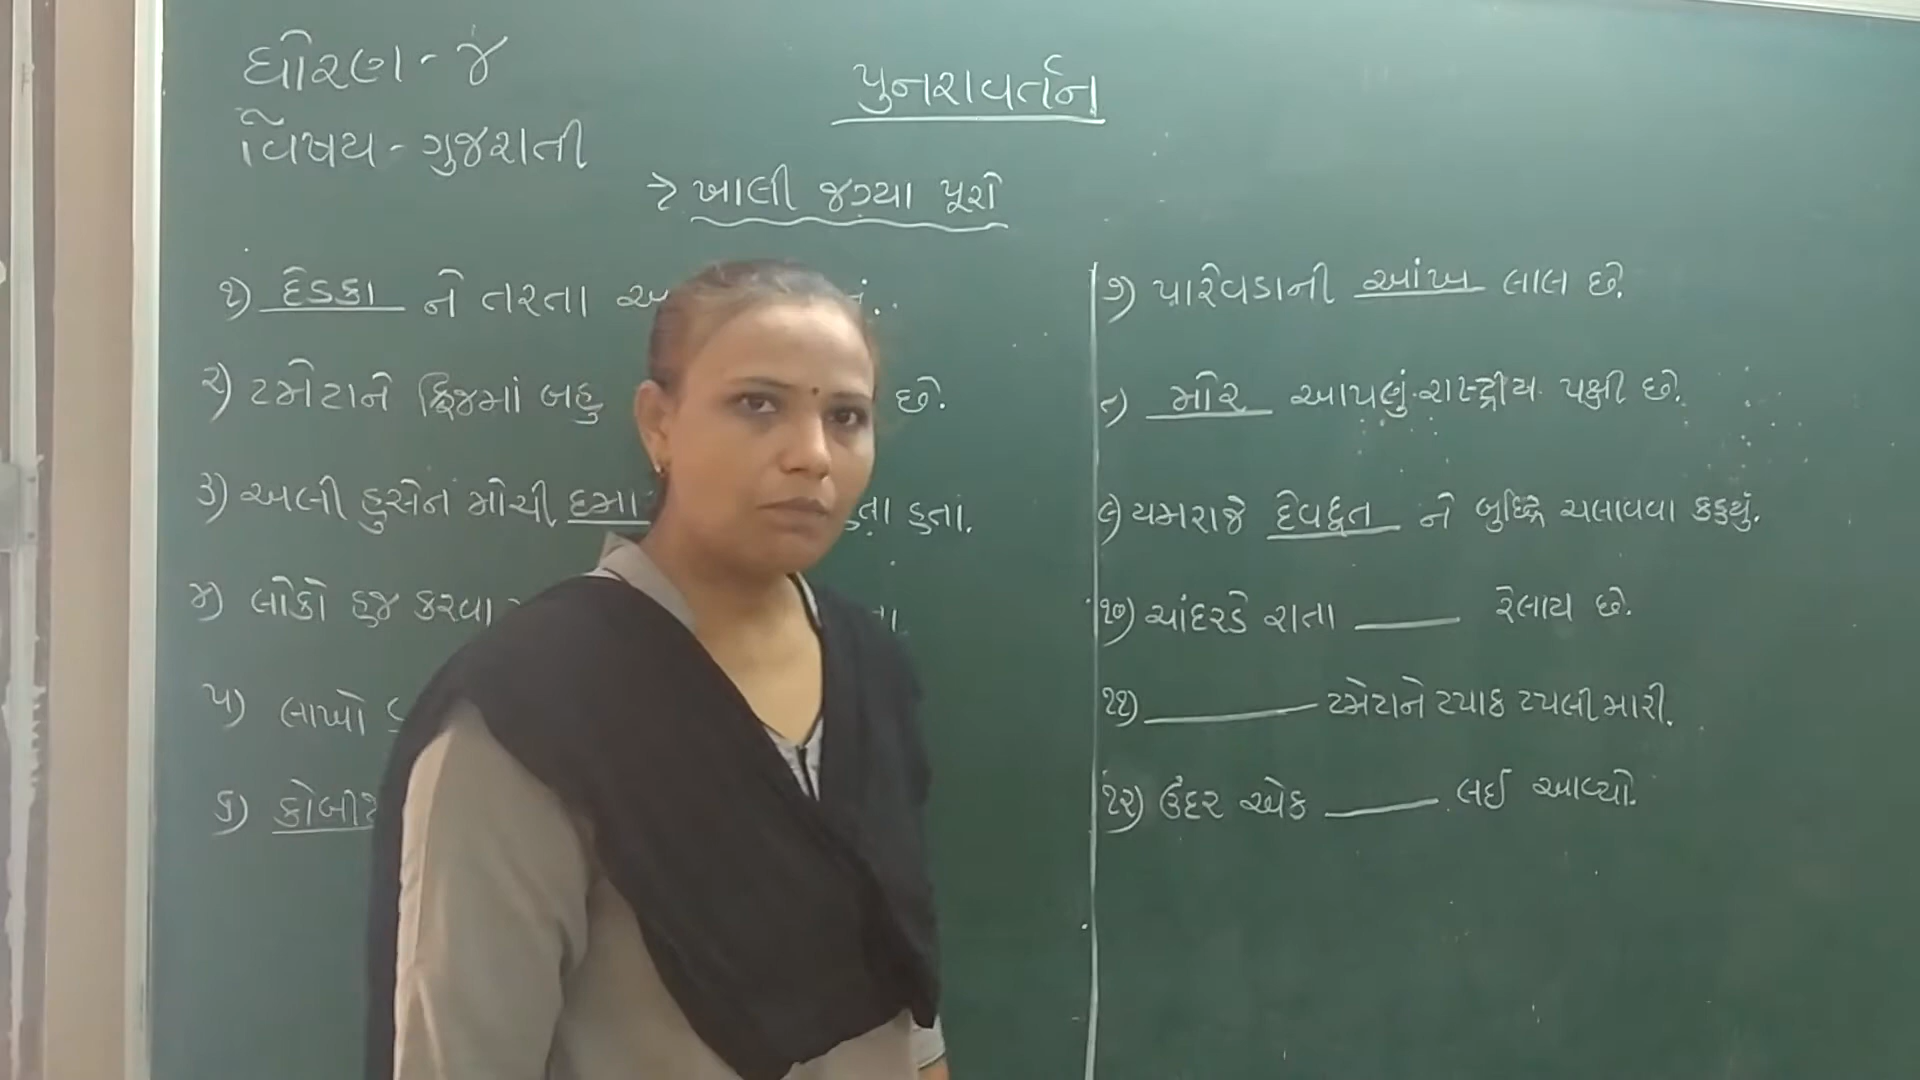 ધોરણ - ૪
વિષય - ગુજરાતી
પુનરાવર્તન
→ ખાલી જગ્યા પૂરો
૧) દેડકા ને તરતા
૨) ટમેટાને ફ્રિજમાં બહુ છે.
૩) અલી હુસેન મોચી હતા.
૪) લોકો હજ કરવા
૫) લાખો
૬)
૭) પારેવડાની આંખ લાલ છે.
૮) મોર આપણું રાષ્ટ્રીય પક્ષી છે.
૯) યમરાજે દેવદૂત ને બુધ્ધિ ચલાવવા કહ્યું.
૧૦) ચાંદરડે રાતા ____ રેલાય છે.
૧૧) ____ ટમેટાને ટપાક ટપલી મારી.
૧૨) ઉંદર એક ____ લઈ આવ્યો.